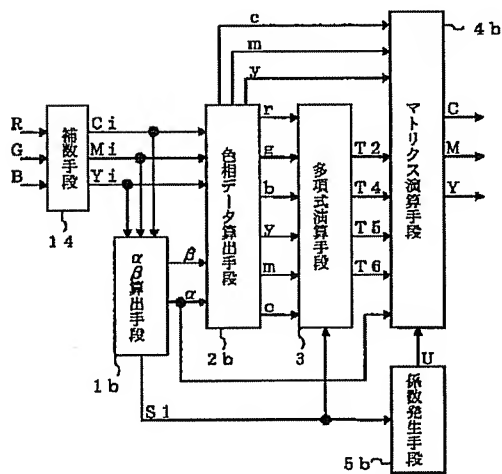 c
m
y
4b
R
G
B
補数手段
14
Ci
Mi
Yi
αβ算出手段
1b
β
α
S1
色相データ算出手段
2b
r
g
b
y
m
c
多項式演算手段
3
T2
T4
T5
T6
マトリクス演算手段
C
M
Y
U
係数発生手段
5b